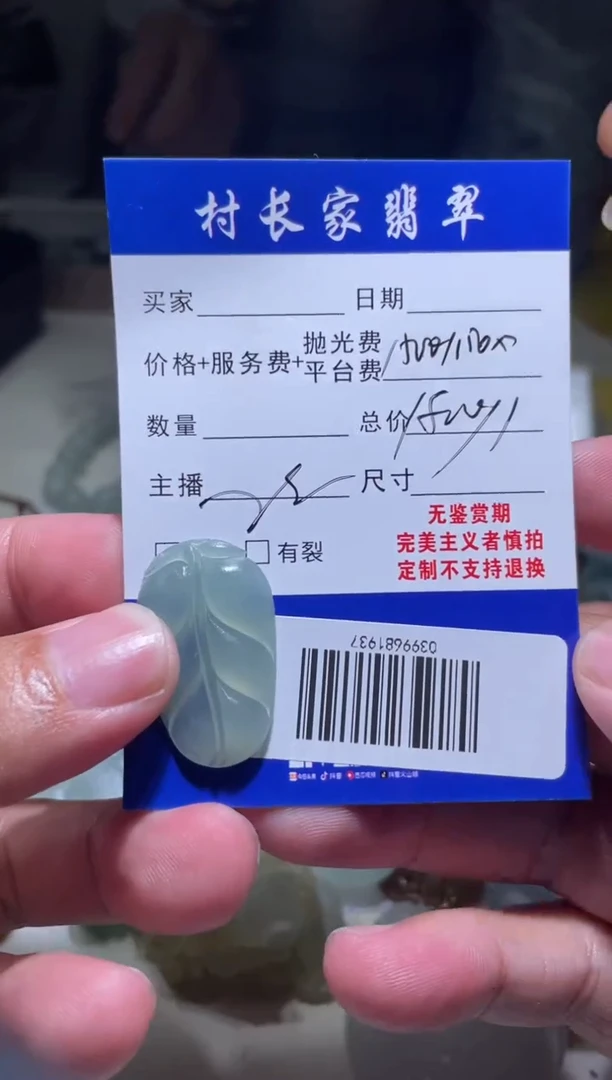 村长家翡翠
买家 日期
价格+服务费+抛光费
平台费
数量 总价
主播 尺寸
无鉴赏期
有裂 完美主义者慎拍
定制不支持退换
0399681937